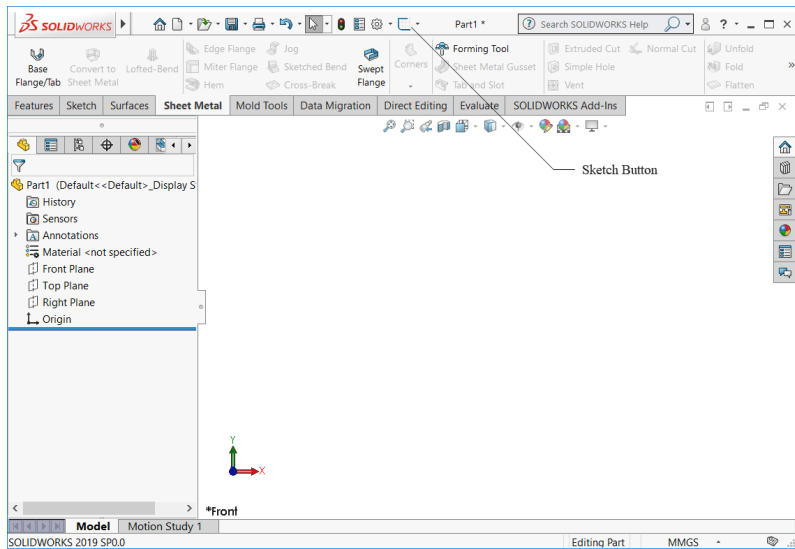 SOLIDWORKS
Part1 *
Search SOLIDWORKS Help
Base Flange/Tab
Convert to Sheet Metal
Lofted-Bend
Edge Flange
Miter Flange
Hem
Jog
Sketched Bend
Cross-Break
Swept Flange
Corners
Forming Tool
Sheet Metal Gusset
Tab and Slot
Extruded Cut
Simple Hole
Vent
Normal Cut
Unfold
Fold
Flatten
Features Sketch Surfaces Sheet Metal Mold Tools Data Migration Direct Editing Evaluate SOLIDWORKS Add-Ins
Sketch Button
Part1 (Default<<Default>_Display S
History
Sensors
Annotations
Material <not specified>
Front Plane
Top Plane
Right Plane
Origin
Y
X
*Front
Model Motion Study 1
SOLIDWORKS 2019 SP0.0 Editing Part MMGS